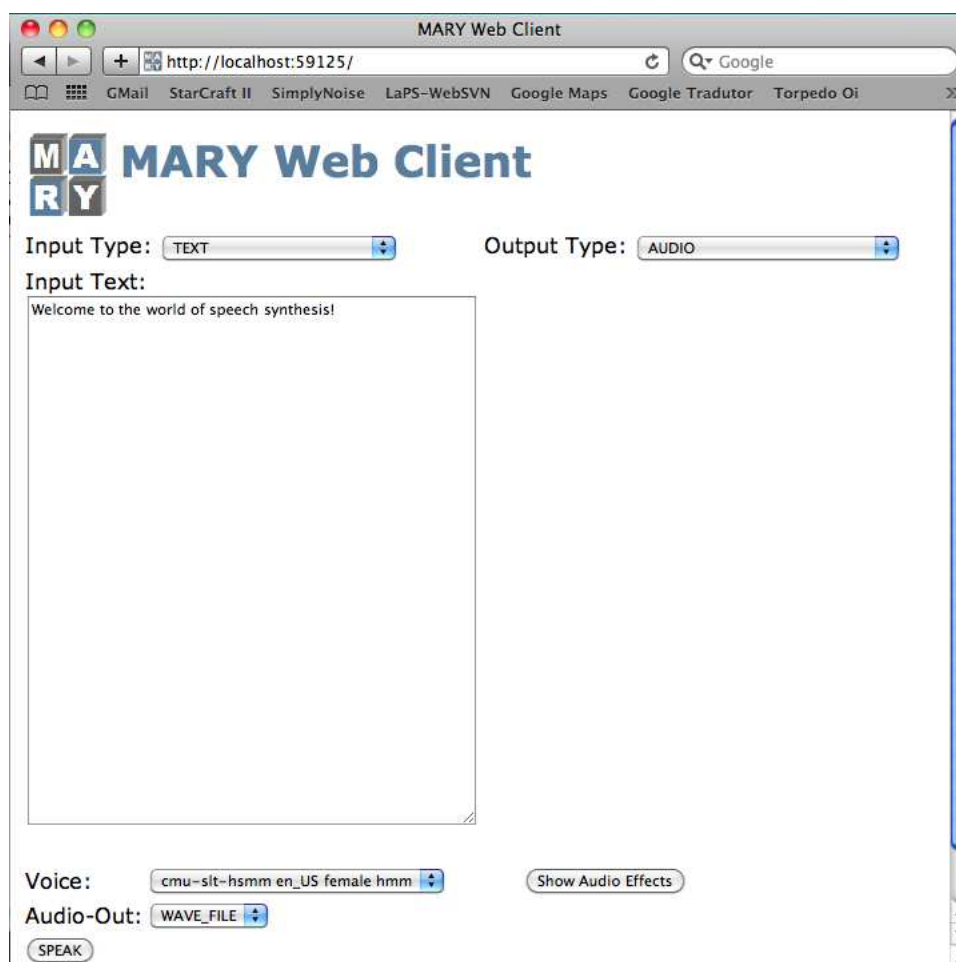 MARY Web Client
http://localhost:59125/ Google
GMail StarCraft II SimplyNoise LaPS-WebSVN Google Maps Google Tradutor Torpedo Oi »
MA
RY
MARY Web Client
Input Type: TEXT Output Type: AUDIO
Input Text:
Welcome to the world of speech synthesis!
Voice: cmu-slt-hsmm en_US female hmm Show Audio Effects
Audio-Out: WAVE_FILE
SPEAK